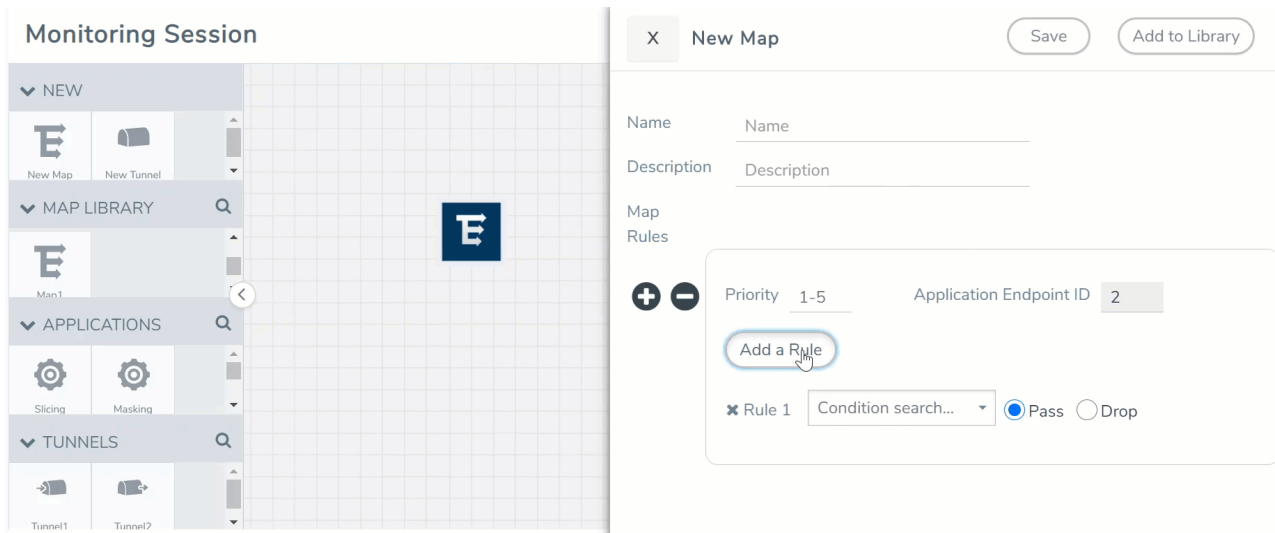 Monitoring Session
NEW
New Map New Tunnel
MAP LIBRARY
Map1
APPLICATIONS
Slicing Masking
TUNNELS
Tunnel1 Tunnel2
X New Map Save Add to Library
Name Name
Description Description
Map
Rules
Priority 1-5 Application Endpoint ID 2
Add a Rule
Rule 1 Condition search... Pass Drop